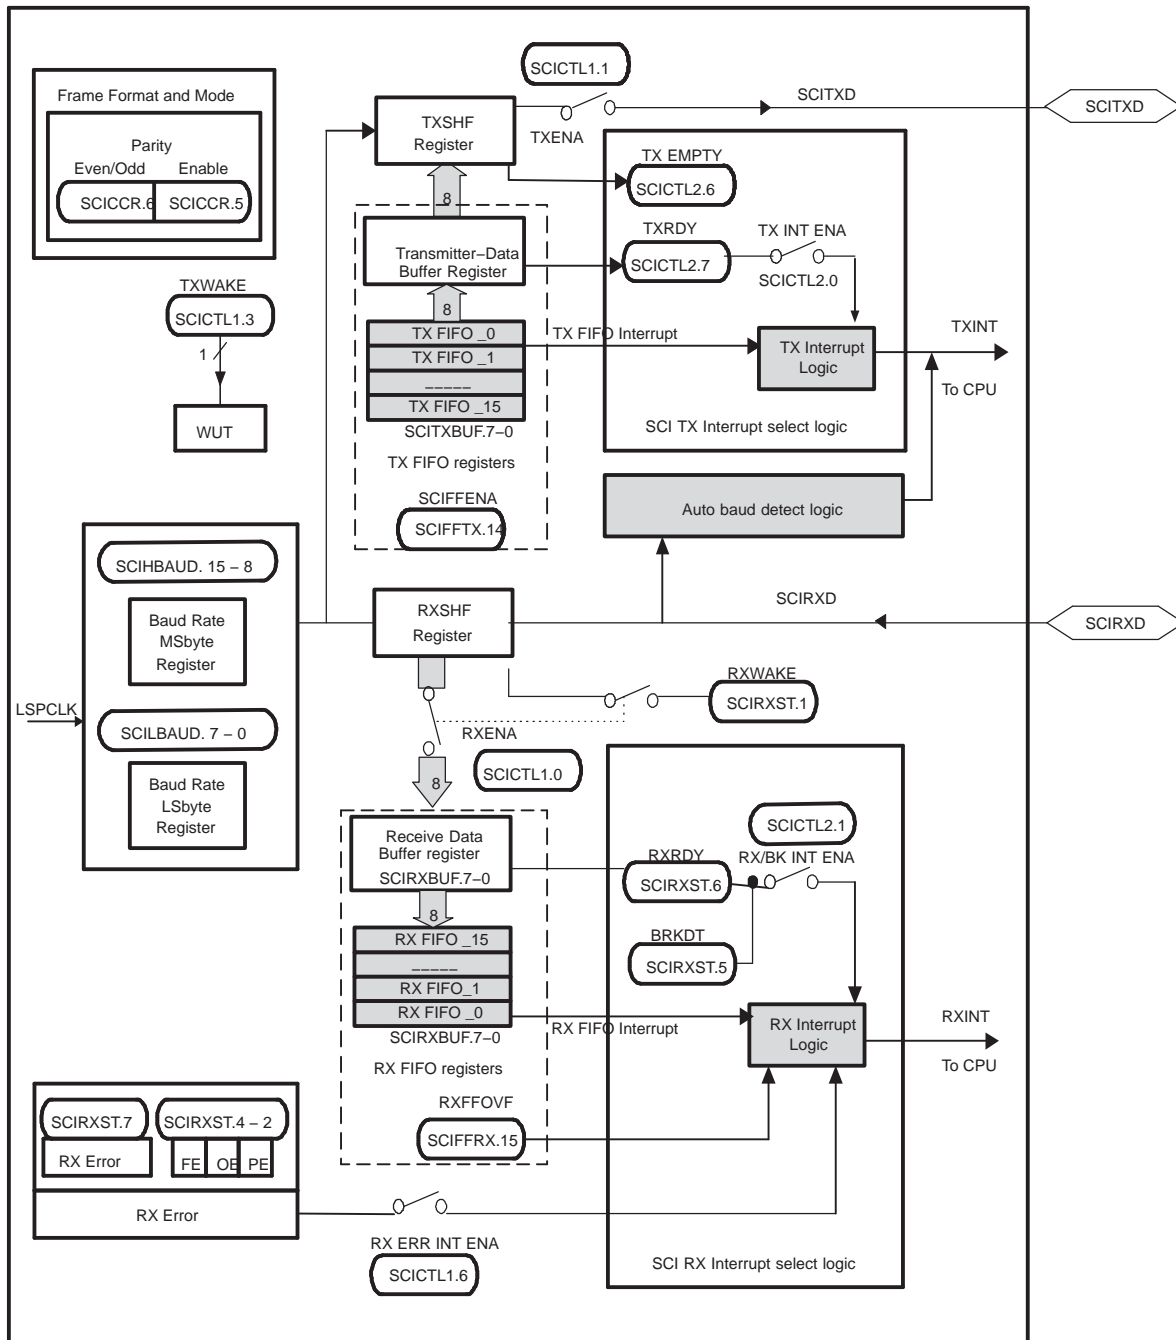 SCICTL1.1
Frame Format and Mode
Parity
Even/Odd
Enable
SCICCR.6
SCICCR.5
TXSHF
Register
TXENA
SCITXD
SCITXD
TX EMPTY
SCICTL2.6
8
Transmitter–Data
Buffer Register
TXRDY
SCICTL2.7
TX INT ENA
SCICTL2.0
TXWAKE
SCICTL1.3
1
WUT
8
TX FIFO _0
TX FIFO _1
_____
TX FIFO _15
SCITXBUF.7–0
TX FIFO registers
TX FIFO Interrupt
TX Interrupt
Logic
TXINT
To CPU
SCI TX Interrupt select logic
SCIFFENA
SCIFFTX.14
Auto baud detect logic
SCIHBAUD. 15 – 8
Baud Rate
MSbyte
Register
LSPCLK
SCILBAUD. 7 – 0
Baud Rate
LSbyte
Register
RXSHF
Register
SCIRXD
SCIRXD
RXWAKE
SCIRXST.1
RXENA
SCICTL1.0
8
Receive Data
Buffer register
SCIRXBUF.7–0
8
SCICTL2.1
RXRDY
RX/BK INT ENA
SCIRXST.6
BRKDT
SCIRXST.5
RX FIFO _15
_____
RX FIFO_1
RX FIFO _0
SCIRXBUF.7–0
RX FIFO registers
RX FIFO Interrupt
RX Interrupt
Logic
RXINT
To CPU
RXFFOVF
SCIFFRX.15
SCIRXST.7
SCIRXST.4 – 2
RX Error
FE
OE
PE
RX Error
RX ERR INT ENA
SCICTL1.6
SCI RX Interrupt select logic